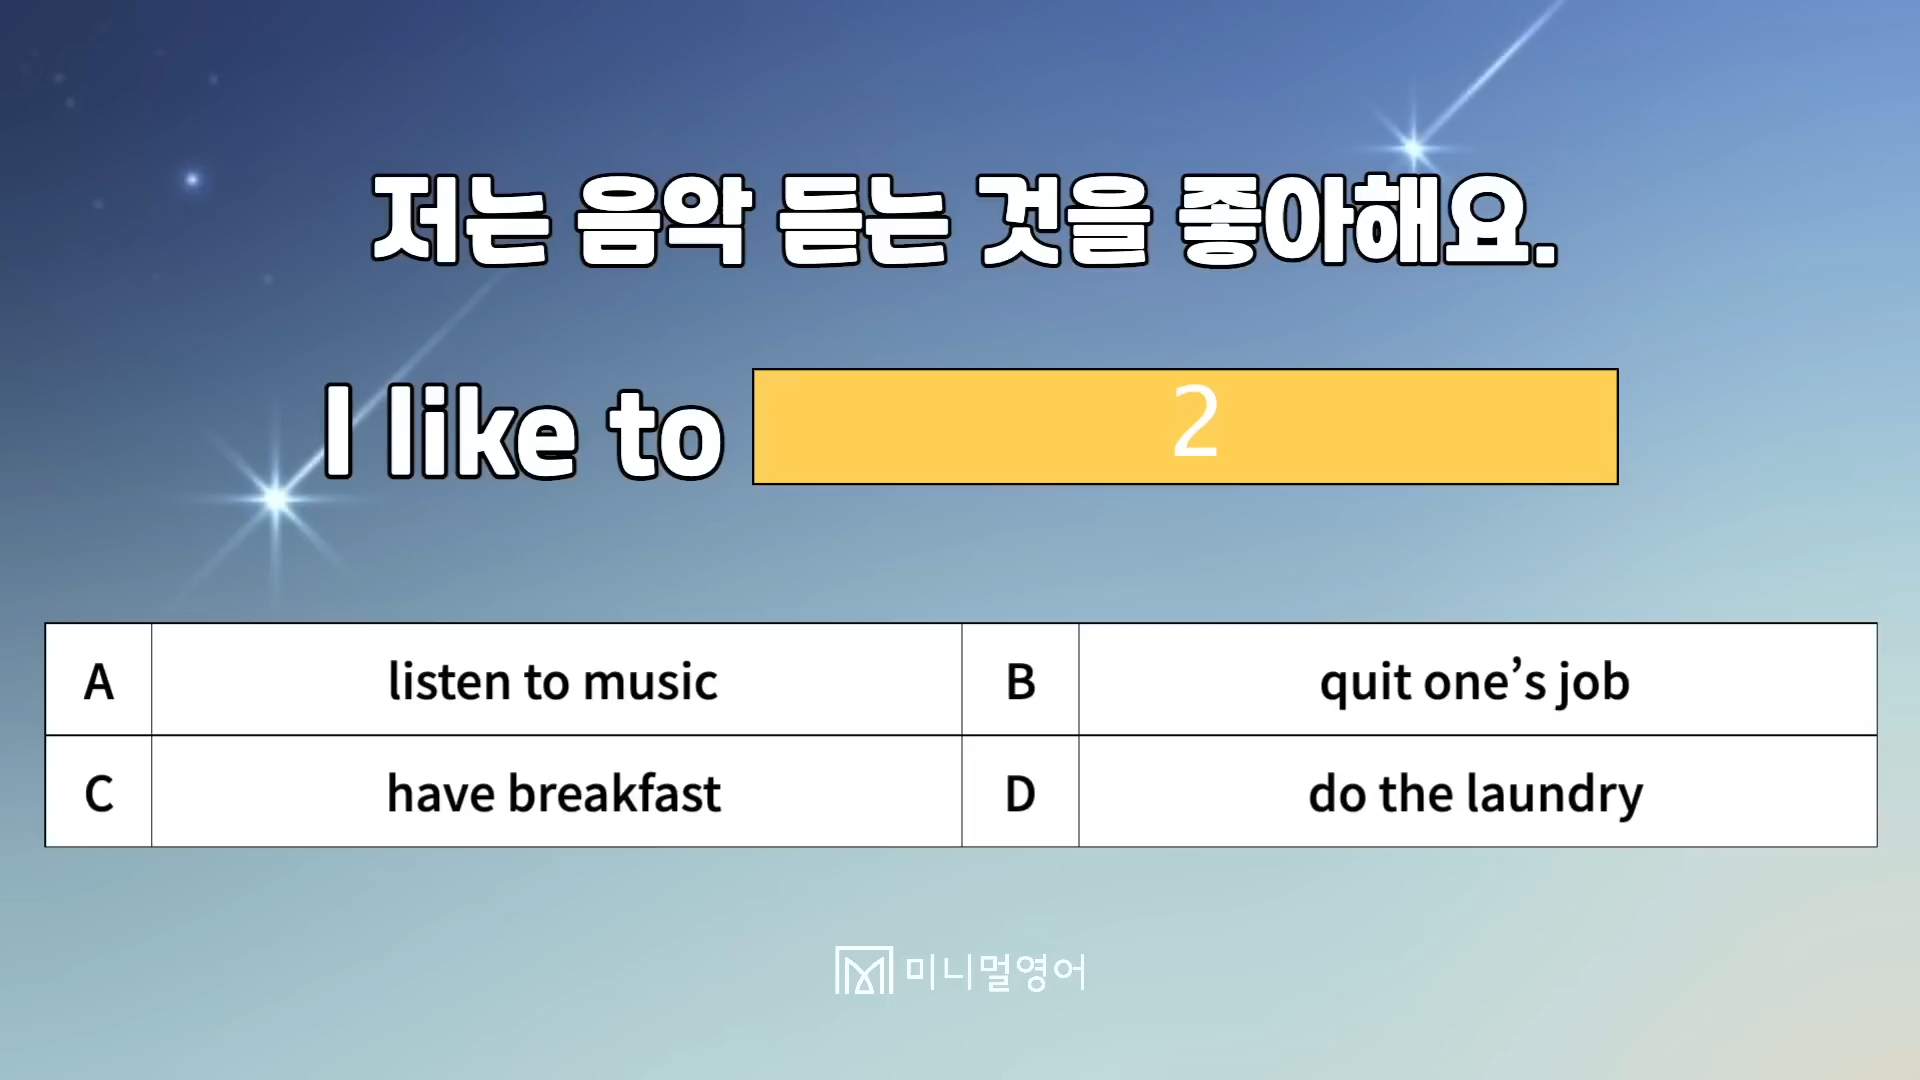 저는 음악 듣는 것을 좋아해요.
I like to 2
A listen to music B quit one’s job
C have breakfast D do the laundry
미니멀영어